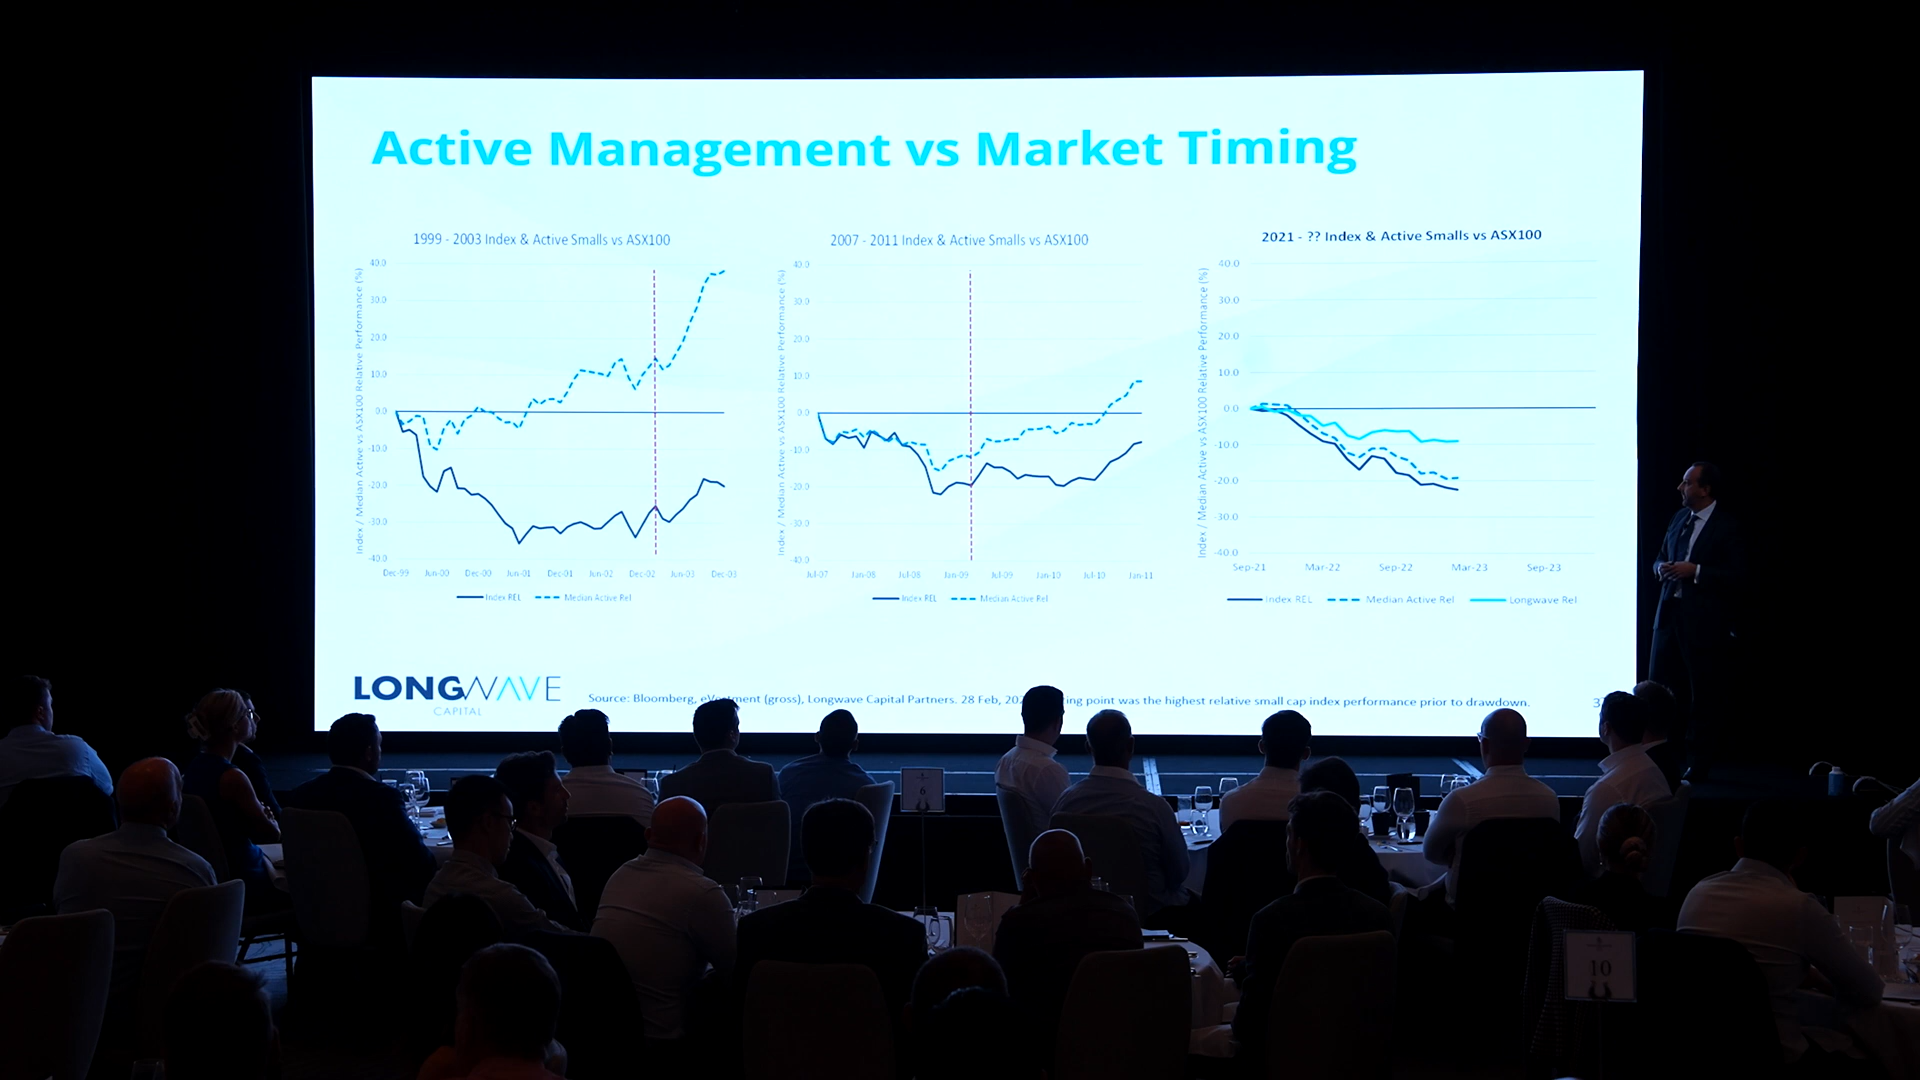 Active Management vs Market Timing
1999 - 2003 Index & Active Smalls vs ASX100
Index / Median Active vs ASX100 Relative Performance (%)
40.0
30.0
20.0
10.0
0.0
-10.0
-20.0
-30.0
-40.0
Dec-99 Jun-00 Dec-00 Jun-01 Dec-01 Jun-02 Dec-02 Jun-03 Dec-03
Index REL Median Active Rel
2007 - 2011 Index & Active Smalls vs ASX100
Index / Median Active vs ASX100 Relative Performance (%)
40.0
30.0
20.0
10.0
0.0
-10.0
-20.0
-30.0
-40.0
Jul-07 Jan-08 Jul-08 Jan-09 Jul-09 Jan-10 Jul-10 Jan-11
Index REL Median Active Rel
2021 - ?? Index & Active Smalls vs ASX100
Index / Median Active vs ASX100 Relative Performance (%)
40.0
30.0
20.0
10.0
0.0
-10.0
-20.0
-30.0
-40.0
Sep-21 Mar-22 Sep-22 Mar-23 Sep-23
Index REL Median Active Rel Longwave Rel
LONGWAVE
CAPITAL
Source: Bloomberg, (gross), Longwave Capital Partners. 28 Feb, point was the highest relative small cap index performance prior to drawdown.
6
10